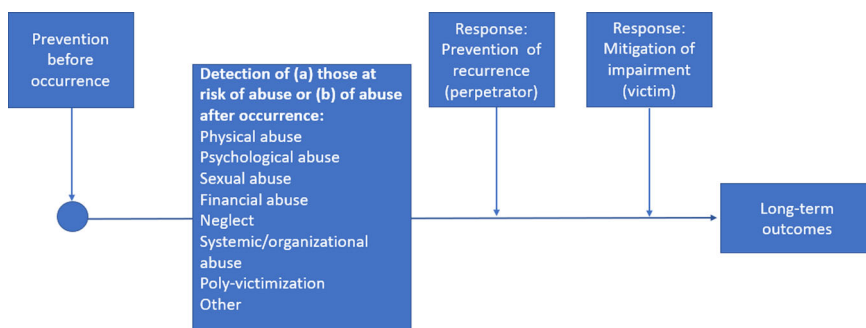 Prevention
before
occurrence
Detection of (a) those at
risk of abuse or (b) of abuse
after occurrence:
Physical abuse
Psychological abuse
Sexual abuse
Financial abuse
Neglect
Systemic/organizational
abuse
Poly-victimization
Other
Response:
Prevention of
recurrence
(perpetrator)
Response:
Mitigation of
impairment
(victim)
Long-term
outcomes